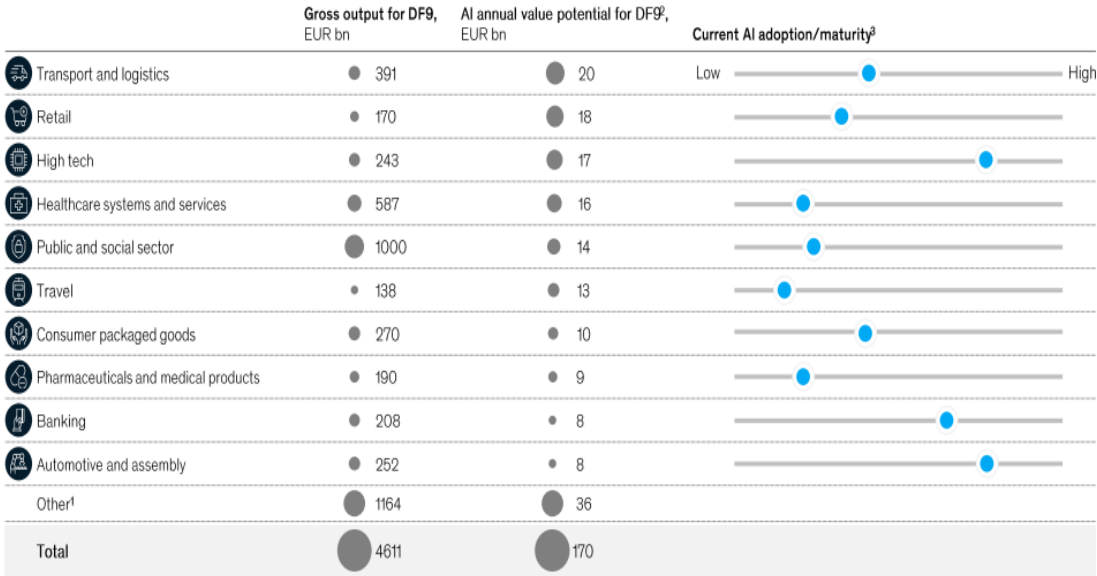 Gross output for DF9, AI annual value potential for DF9²,
EUR bn EUR bn Current AI adoption/maturity³
Transport and logistics 391 20 Low High
Retail 170 18
High tech 243 17
Healthcare systems and services 587 16
Public and social sector 1000 14
Travel 138 13
Consumer packaged goods 270 10
Pharmaceuticals and medical products 190 9
Banking 208 8
Automotive and assembly 252 8
Other¹ 1164 36
Total 4611 170